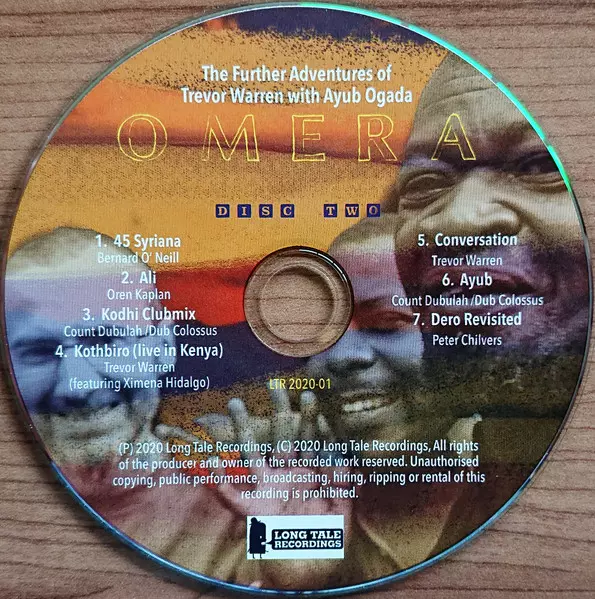 The Further Adventures of
Trevor Warren with Ayub Ogada
OMERA
DISC TWO
1. 45 Syriana
Bernard O' Neill
2. Ali
Oren Kaplan
3. Kodhi Clubmix
Count Dubulah /Dub Colossus
4. Kothbiro (live in Kenya)
Trevor Warren
(featuring Ximena Hidalgo)
5. Conversation
Trevor Warren
6. Ayub
Count Dubulah/Dub Colossus
7. Dero Revisited
Peter Chilvers
LTR 2020-01
(P) 2020 Long Tale Recordings, (C) 2020 Long Tale Recordings, All rights
of the producer and owner of the recorded work reserved. Unauthorised
copying, public performance, broadcasting, hiring, ripping or rental of this
recording is prohibited.
LONG TALE
RECORDINGS